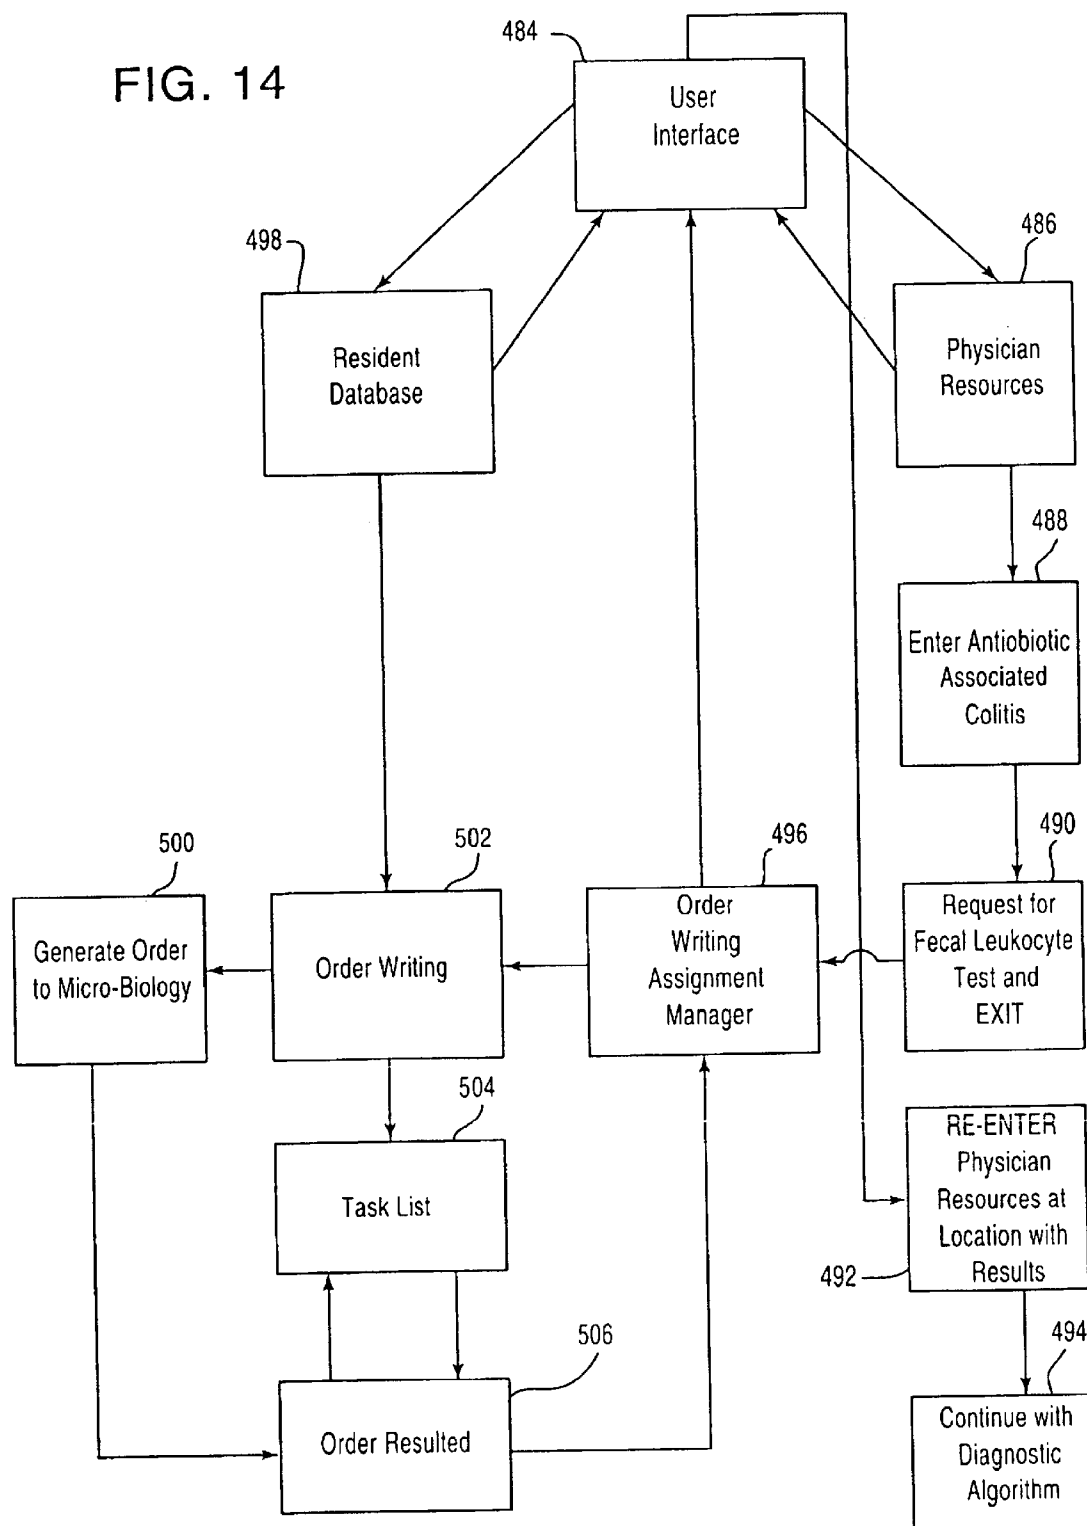 FIG. 14
484
User
Interface
498
486
Resident
Database
Physician
Resources
488
Enter Antiobiotic
Associated
Colitis
500
502
496
490
Generate Order
to Micro-Biology
Order Writing
Order
Writing
Assignment
Manager
Request for
Fecal Leukocyte
Test and
EXIT
504
Task List
RE-ENTER
Physician
Resources at
Location with
Results
492
506
Order Resulted
494
Continue with
Diagnostic
Algorithm